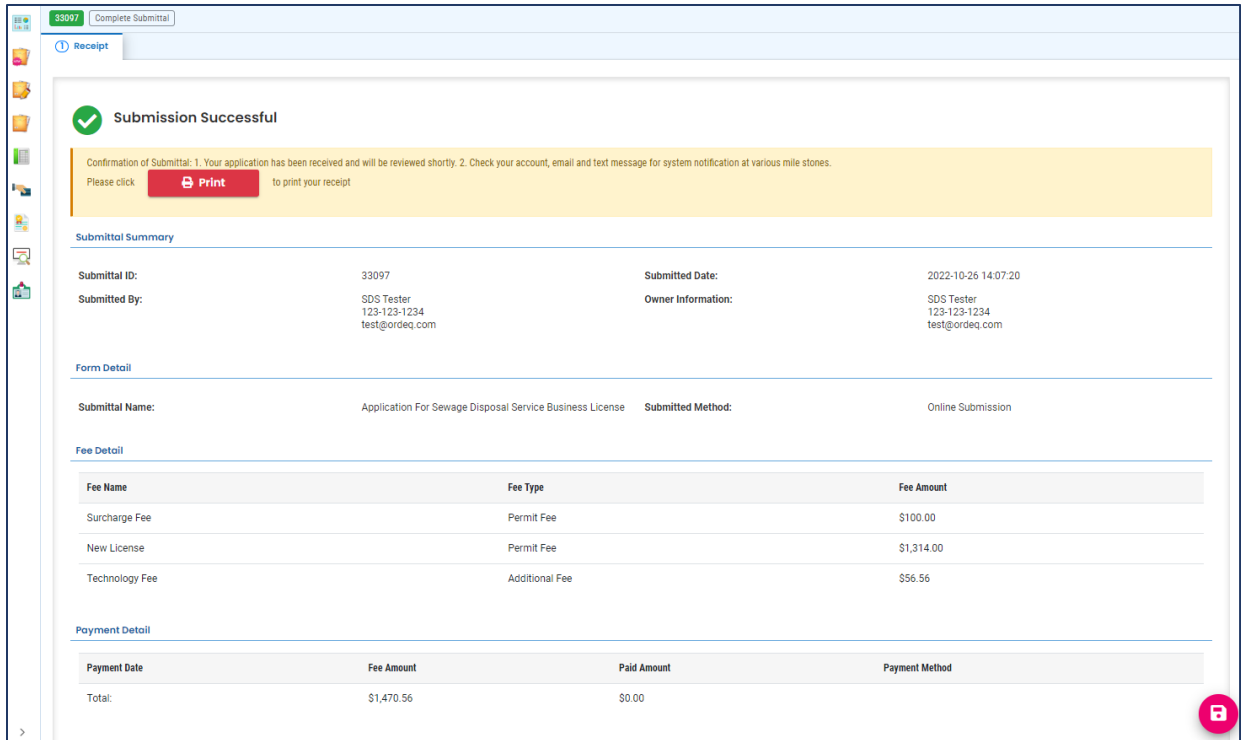 33097 Complete Submittal
1 Receipt
Submission Successful
Confirmation of Submittal: 1. Your application has been received and will be reviewed shortly. 2. Check your account, email and text message for system notification at various mile stones.
Please click Print to print your receipt
Submittal Summary
Submittal ID: 33097 Submitted Date: 2022-10-26 14:07:20
Submitted By: SDS Tester Owner Information: SDS Tester
123-123-1234 123-123-1234
test@ordeq.com test@ordeq.com
Form Detail
Submittal Name: Application For Sewage Disposal Service Business License Submitted Method: Online Submission
Fee Detail
Fee Name Fee Type Fee Amount
Surcharge Fee Permit Fee $100.00
New License Permit Fee $1,314.00
Technology Fee Additional Fee $56.56
Payment Detail
Payment Date Fee Amount Paid Amount Payment Method
Total: $1,470.56 $0.00